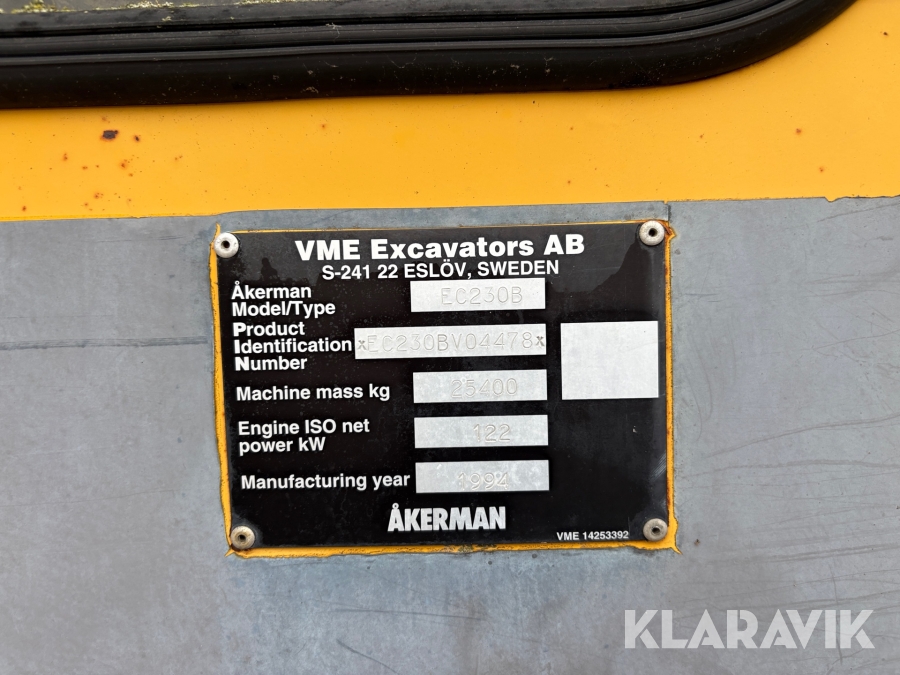 VME Excavators AB
S-241 22 ESLÖV, SWEDEN
Åkerman
Model/Type EC230B
Product
Identification xEC230BV04478x
Number
Machine mass kg 25400
Engine ISO net
power kW 122
Manufacturing year 1994
ÅKERMAN
VME 14253392
KLARAVIK